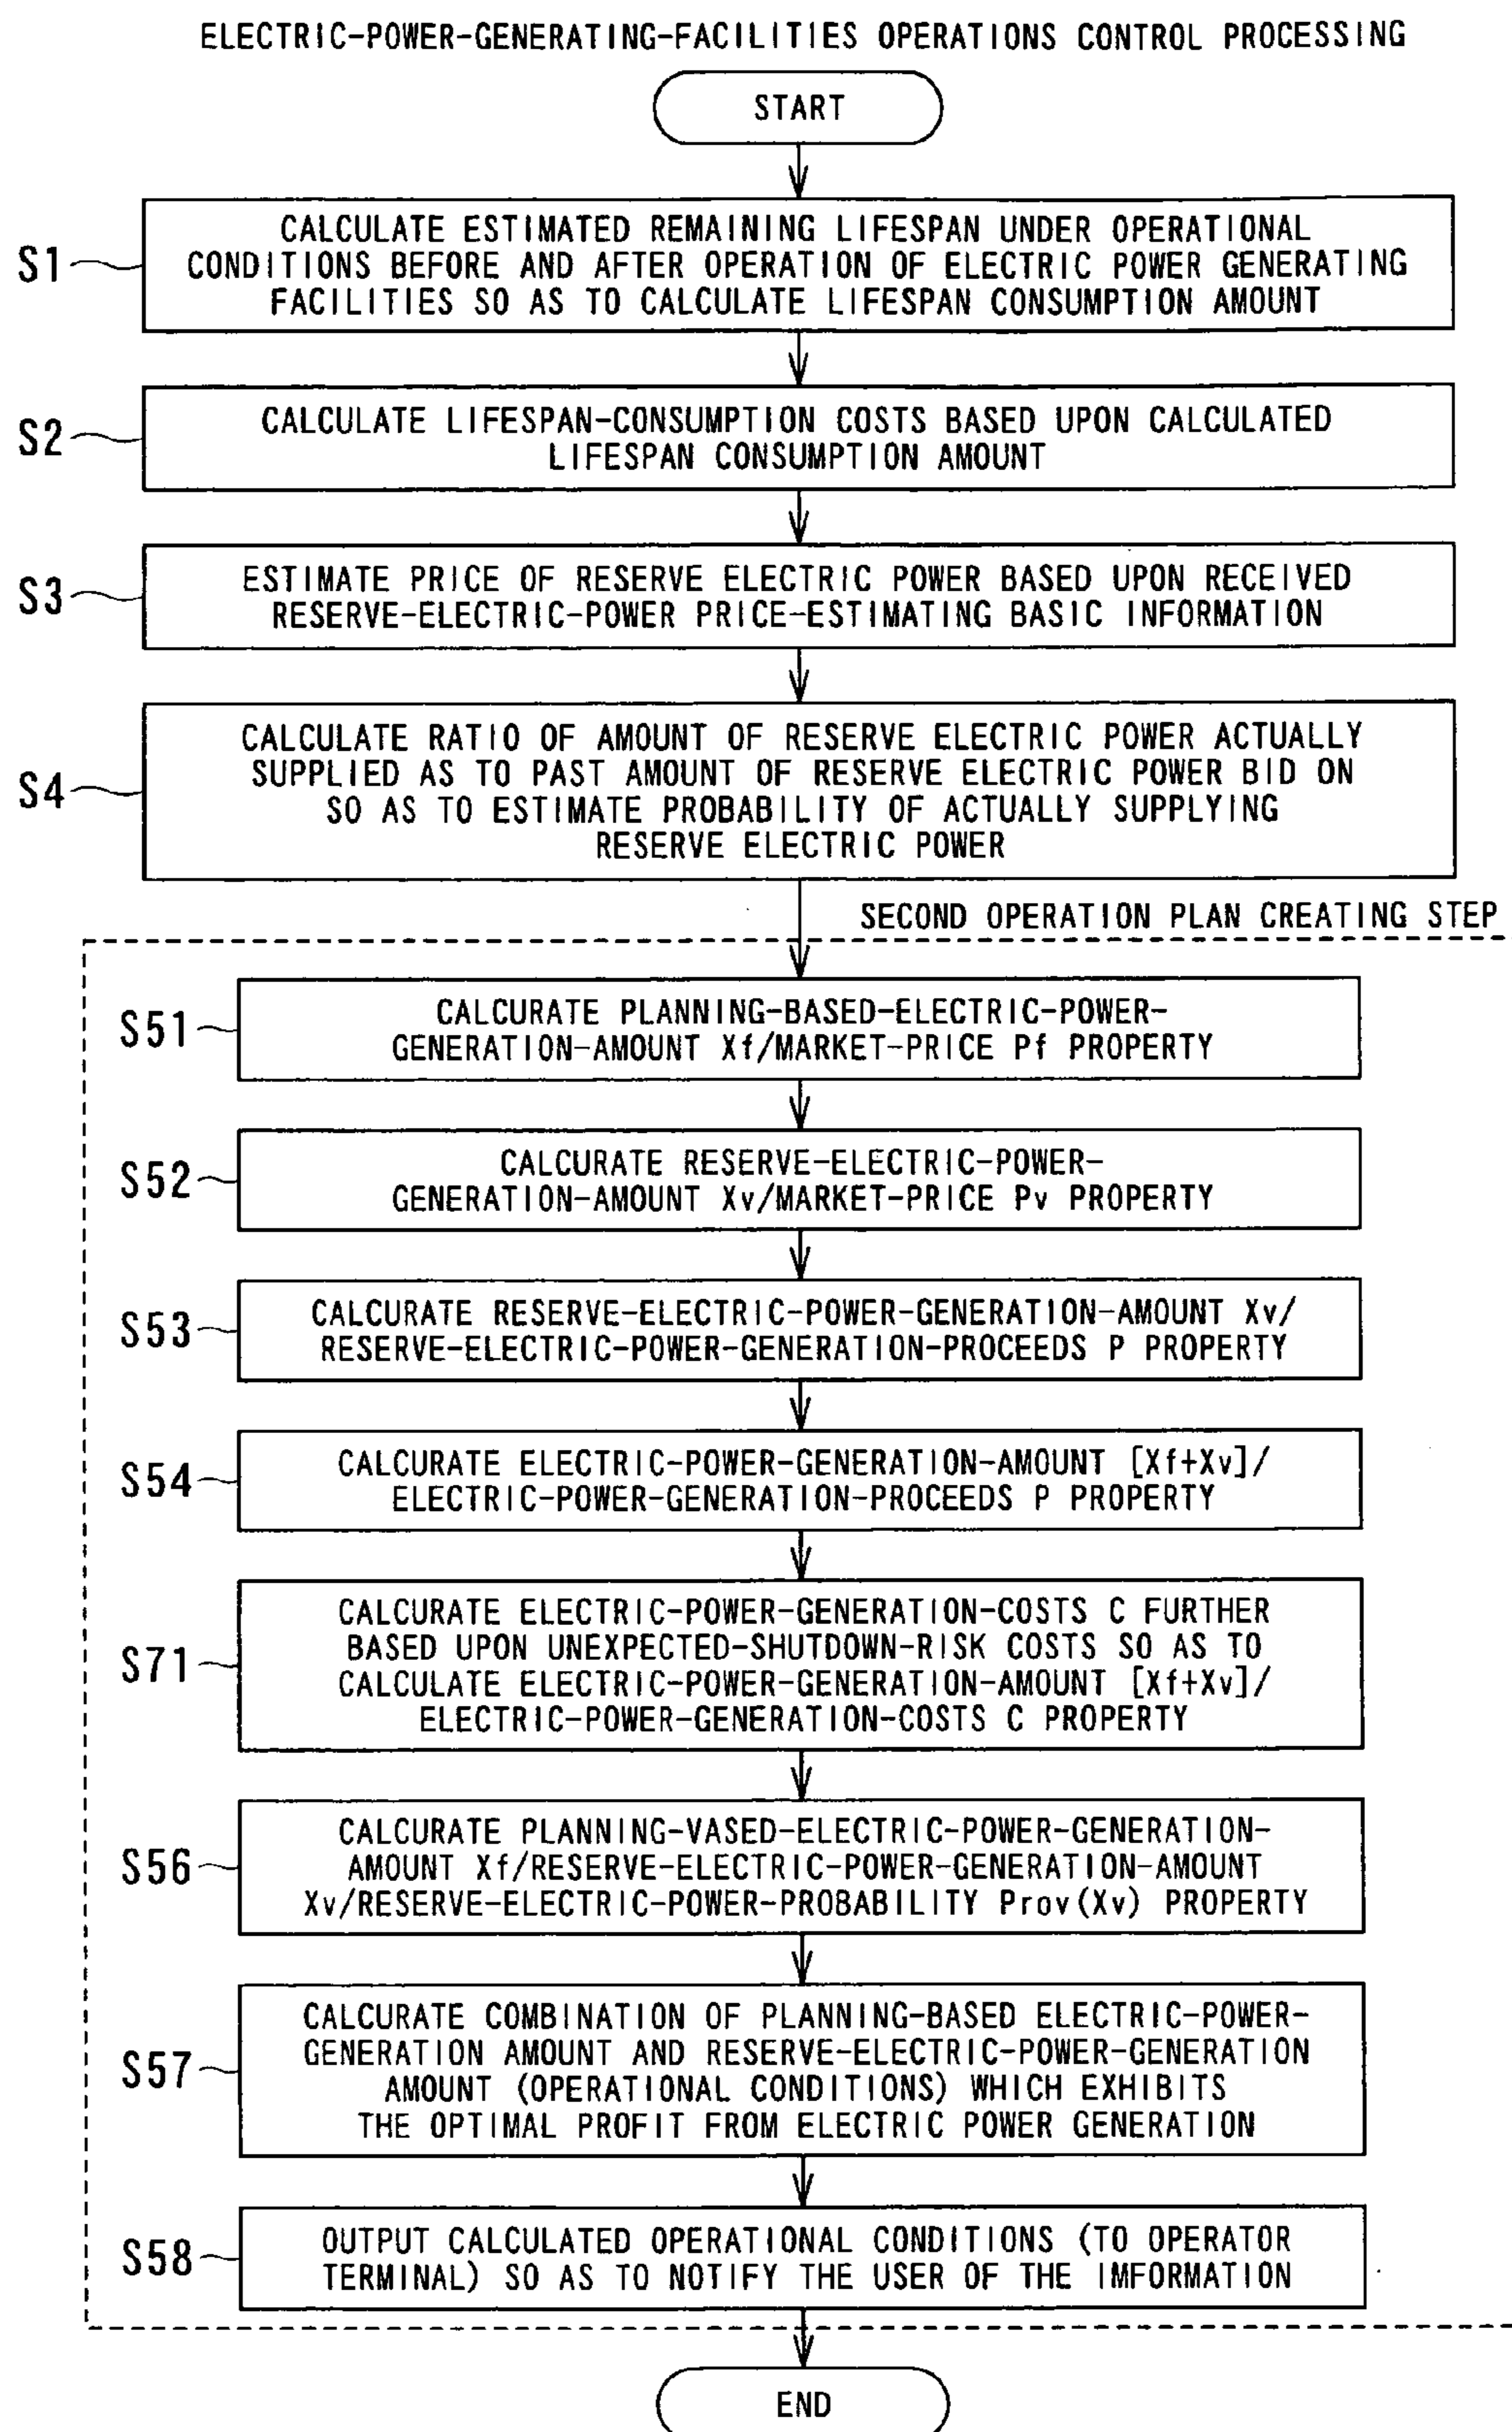 ELECTRIC-POWER-GENERATING-FACILITIES OPERATIONS CONTROL PROCESSING
START
S1
CALCULATE ESTIMATED REMAINING LIFESPAN UNDER OPERATIONAL
CONDITIONS BEFORE AND AFTER OPERATION OF ELECTRIC POWER GENERATING
FACILITIES SO AS TO CALCULATE LIFESPAN CONSUMPTION AMOUNT
S2
CALCULATE LIFESPAN-CONSUMPTION COSTS BASED UPON CALCULATED
LIFESPAN CONSUMPTION AMOUNT
S3
ESTIMATE PRICE OF RESERVE ELECTRIC POWER BASED UPON RECEIVED
RESERVE-ELECTRIC-POWER PRICE-ESTIMATING BASIC INFORMATION
S4
CALCULATE RATIO OF AMOUNT OF RESERVE ELECTRIC POWER ACTUALLY
SUPPLIED AS TO PAST AMOUNT OF RESERVE ELECTRIC POWER BID ON
SO AS TO ESTIMATE PROBABILITY OF ACTUALLY SUPPLYING
RESERVE ELECTRIC POWER
SECOND OPERATION PLAN CREATING STEP
S51
CALCURATE PLANNING-BASED-ELECTRIC-POWER-
GENERATION-AMOUNT Xf/MARKET-PRICE Pf PROPERTY
S52
CALCURATE RESERVE-ELECTRIC-POWER-
GENERATION-AMOUNT Xv/MARKET-PRICE Pv PROPERTY
S53
CALCURATE RESERVE-ELECTRIC-POWER-GENERATION-AMOUNT Xv/
RESERVE-ELECTRIC-POWER-GENERATION-PROCEEDS P PROPERTY
S54
CALCURATE ELECTRIC-POWER-GENERATION-AMOUNT [Xf+Xv]/
ELECTRIC-POWER-GENERATION-PROCEEDS P PROPERTY
S71
CALCURATE ELECTRIC-POWER-GENERATION-COSTS C FURTHER
BASED UPON UNEXPECTED-SHUTDOWN-RISK COSTS SO AS TO
CALCULATE ELECTRIC-POWER-GENERATION-AMOUNT [Xf+Xv]/
ELECTRIC-POWER-GENERATION-COSTS C PROPERTY
S56
CALCURATE PLANNING-VASED-ELECTRIC-POWER-GENERATION-
AMOUNT Xf/RESERVE-ELECTRIC-POWER-GENERATION-AMOUNT
Xv/RESERVE-ELECTRIC-POWER-PROBABILITY Prov(Xv) PROPERTY
S57
CALCURATE COMBINATION OF PLANNING-BASED ELECTRIC-POWER-
GENERATION AMOUNT AND RESERVE-ELECTRIC-POWER-GENERATION
AMOUNT (OPERATIONAL CONDITIONS) WHICH EXHIBITS
THE OPTIMAL PROFIT FROM ELECTRIC POWER GENERATION
S58
OUTPUT CALCULATED OPERATIONAL CONDITIONS (TO OPERATOR
TERMINAL) SO AS TO NOTIFY THE USER OF THE IMFORMATION
END